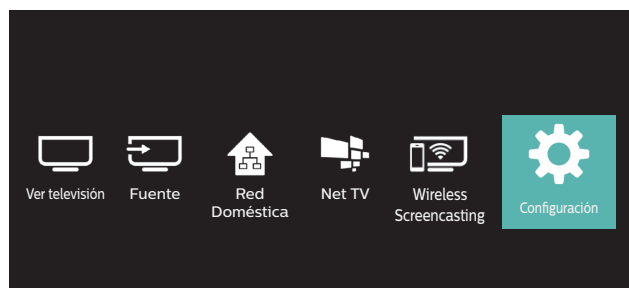 Ver televisión
Fuente
Red
Doméstica
Net TV
Wireless
Screencasting
Configuración